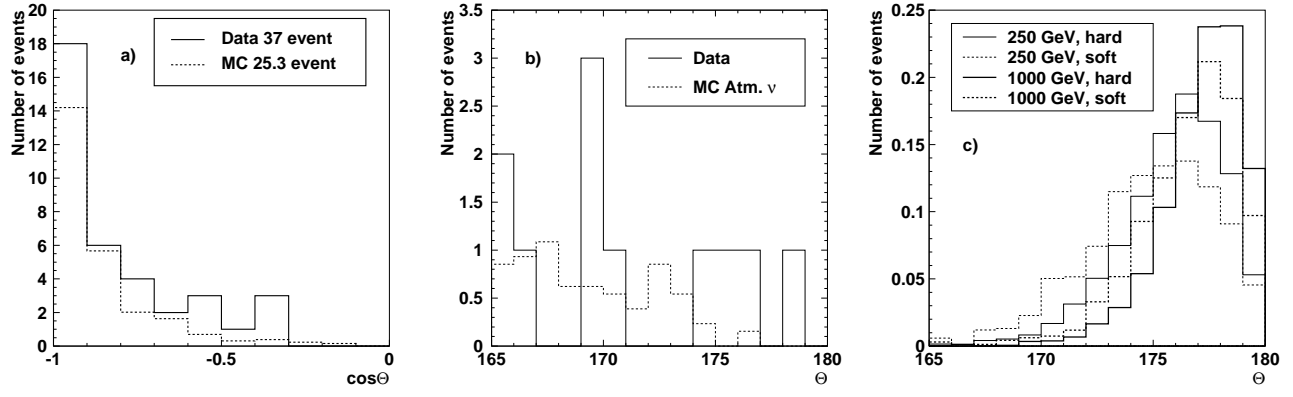 Number of events
20
18
16
14
12
10
8
6
4
2
0
a)
Data 37 event
MC 25.3 event
-1
-0.5
0
cosΘ
Number of events
4
3.5
3
2.5
2
1.5
1
0.5
0
b)
Data
MC Atm. ν
165
170
175
180
Θ
Number of events
0.25
0.2
0.15
0.1
0.05
0
250 GeV, hard
250 GeV, soft
1000 GeV, hard
1000 GeV, soft
c)
165
170
175
180
Θ